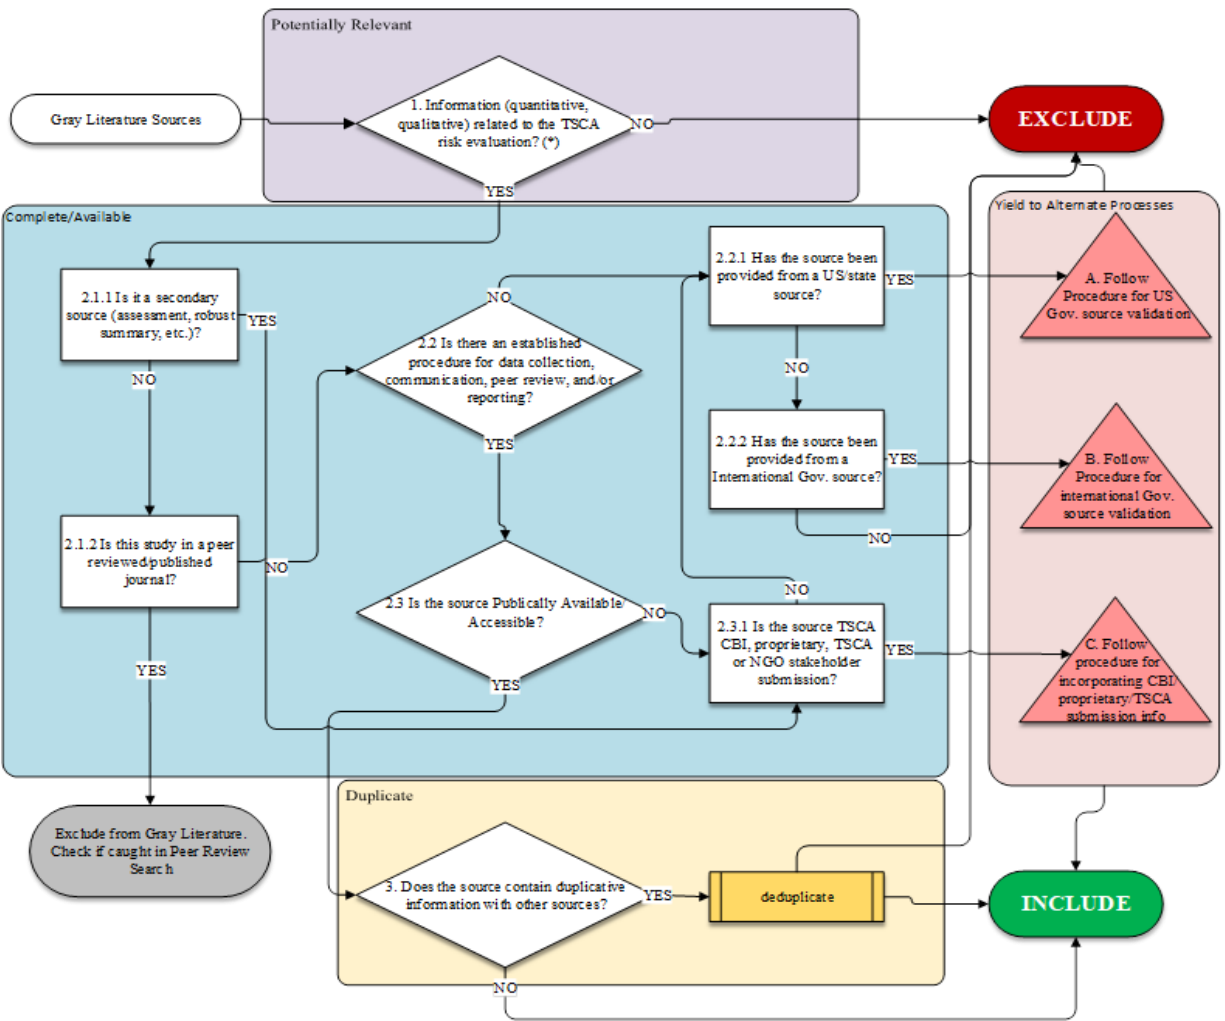 Potentially Relevant
Gray Literature Sources
1. Information (quantitative,
qualitative) related to the TSCA
risk evaluation? (*)
NO
EXCLUDE
YES
Complete/Available
Yield to Alternate Processes
2.1.1 Is it a secondary
source (assessment, robust
summary, etc.)?
YES
NO
NO
2.2 Is there an established
procedure for data collection,
communication, peer review, and/or
reporting?
YES
2.2.1 Has the source been
provided from a US/state
source?
YES
NO
A. Follow
Procedure for US
Gov. source validation
2.2.2 Has the source been
provided from a
International Gov. source?
YES
NO
B. Follow
Procedure for
international Gov.
source validation
2.1.2 Is this study in a peer
reviewed/published
journal?
NO
YES
2.3 Is the source Publically Available/
Accessible?
NO
YES
NO
2.3.1 Is the source TSCA
CBI, proprietary, TSCA
or NGO stakeholder
submission?
YES
C. Follow
procedure for
incorporating CBI/
proprietary/TSCA
submission info
Exclude from Gray Literature.
Check if caught in Peer Review
Search
Duplicate
3. Does the source contain duplicative
information with other sources?
YES
deduplicate
INCLUDE
NO